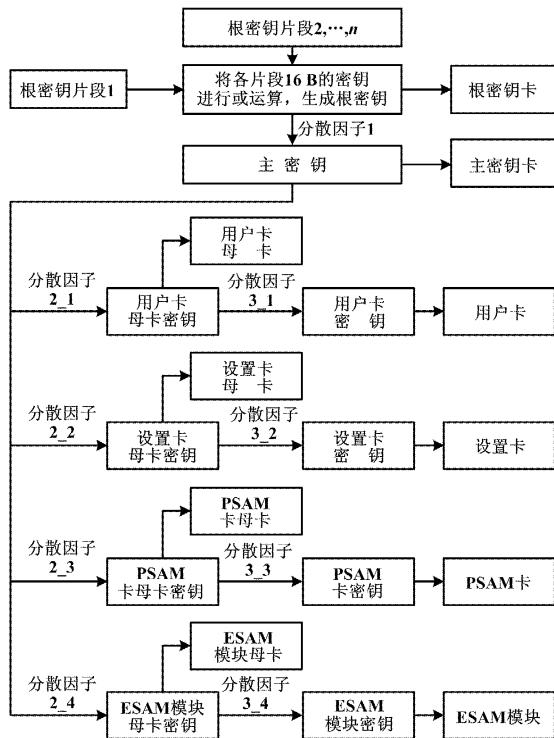 根密钥片段2,…,n
根密钥片段1
将各片段16 B的密钥
进行或运算，生成根密钥
根密钥卡
分散因子1
主 密 钥
主密钥卡
用户卡
母 卡
分散因子
2_1
用户卡
母卡密钥
分散因子
3_1
用户卡
密 钥
用户卡
设置卡
母 卡
分散因子
2_2
设置卡
母卡密钥
分散因子
3_2
设置卡
密 钥
设置卡
PSAM
卡母卡
分散因子
2_3
PSAM
卡母卡密钥
分散因子
3_3
PSAM
卡密钥
PSAM卡
ESAM
模块母卡
分散因子
2_4
ESAM模块
母卡密钥
分散因子
3_4
ESAM
模块密钥
ESAM模块